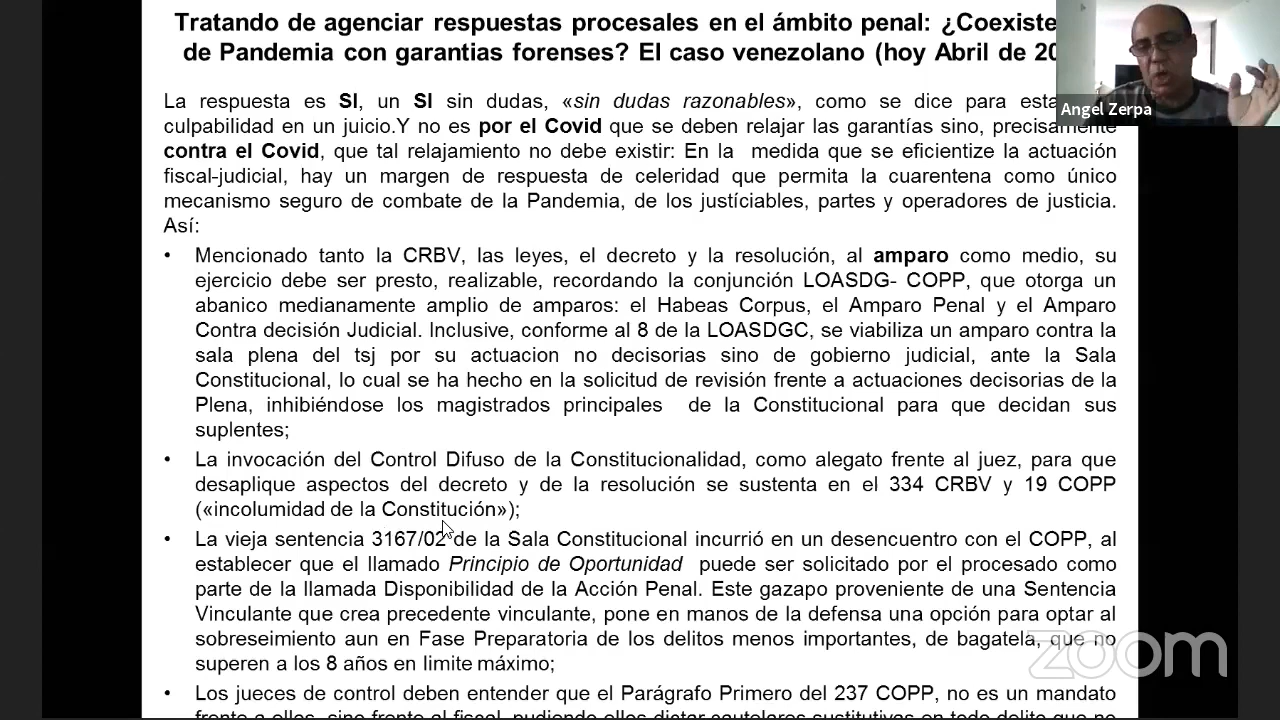 Tratando de agenciar respuestas procesales en el ámbito penal: ¿Coexiste
de Pandemia con garantias forenses? El caso venezolano (hoy Abril de 20
Angel Zerpa
La respuesta es SI, un SI sin dudas, «sin dudas razonables», como se dice para
culpabilidad en un juicio.Y no es por el Covid que se deben relajar las garantías sino, precisamente
contra el Covid, que tal relajamiento no debe existir: En la medida que se eficientize la actuación
fiscal-judicial, hay un margen de respuesta de celeridad que permita la cuarentena como único
mecanismo seguro de combate de la Pandemia, de los justíciables, partes y operadores de justicia.
Así:
• Mencionado tanto la CRBV, las leyes, el decreto y la resolución, al amparo como medio, su
ejercicio debe ser presto, realizable, recordando la conjunción LOASDG- COPP, que otorga un
abanico medianamente amplio de amparos: el Habeas Corpus, el Amparo Penal y el Amparo
Contra decisión Judicial. Inclusive, conforme al 8 de la LOASDGC, se viabiliza un amparo contra la
sala plena del tsj por su actuacion no decisorias sino de gobierno judicial, ante la Sala
Constitucional, lo cual se ha hecho en la solicitud de revisión frente a actuaciones decisorias de la
Plena, inhibiéndose los magistrados principales de la Constitucional para que decidan sus
suplentes;
• La invocación del Control Difuso de la Constitucionalidad, como alegato frente al juez, para que
desaplique aspectos del decreto y de la resolución se sustenta en el 334 CRBV y 19 COPP
(«incolumidad de la Constitución»);
• La vieja sentencia 3167/02 de la Sala Constitucional incurrió en un desencuentro con el COPP, al
establecer que el llamado Principio de Oportunidad puede ser solicitado por el procesado como
parte de la llamada Disponibilidad de la Acción Penal. Este gazapo proveniente de una Sentencia
Vinculante que crea precedente vinculante, pone en manos de la defensa una opción para optar al
sobreseimiento aun en Fase Preparatoria de los delitos menos importantes, de bagatela, que no
superen a los 8 años en limite máximo;
• Los jueces de control deben entender que el Parágrafo Primero del 237 COPP, no es un mandato
frente a ellos, sino frente al fiscal, pudiendo ellos dictar cautelares sustitutivas en todo delito que no
zoom